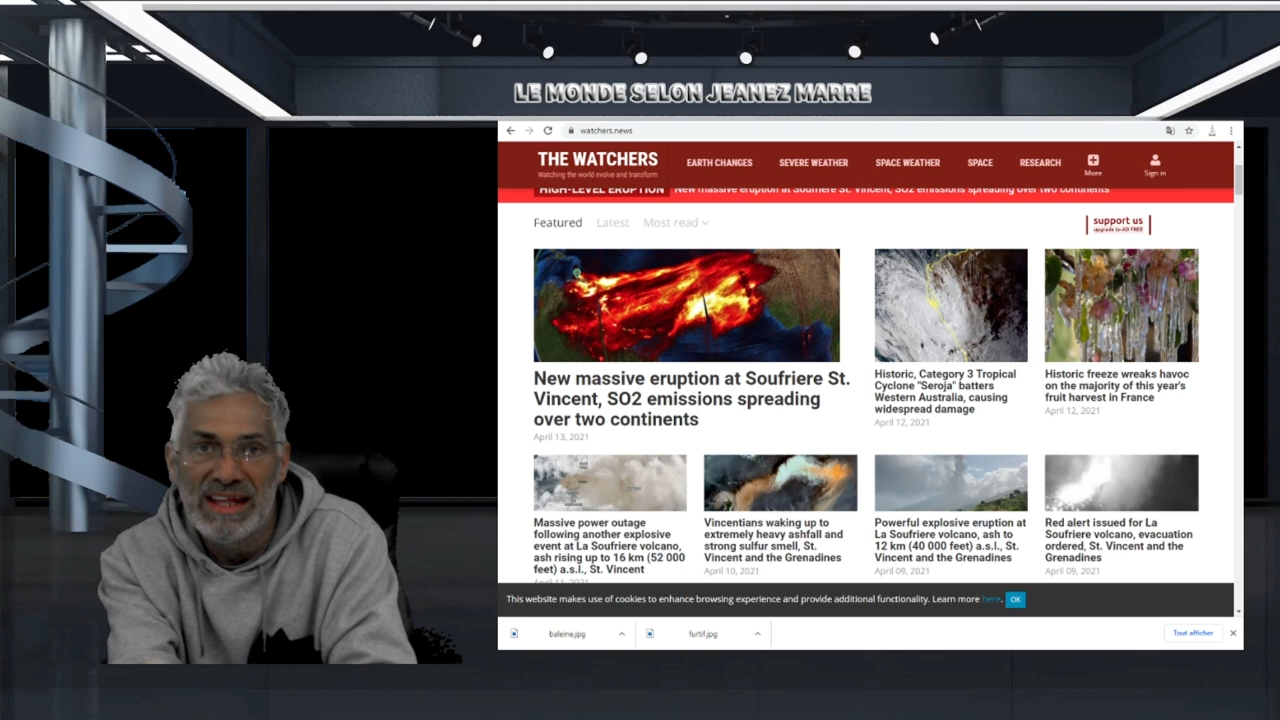 LE MONDE SELON JEANEZ MARRE
watchers.news
THE WATCHERS
Watching the world evolve and transform
EARTH CHANGES
SEVERE WEATHER
SPACE WEATHER
SPACE
RESEARCH
More
Sign in
HIGH-LEVEL ERUPTION New massive eruption at Soufriere St. Vincent, SO2 emissions spreading over two continents
Featured
Latest
Most read
support us
upgrade to AD FREE
New massive eruption at Soufriere St.
Vincent, SO2 emissions spreading
over two continents
April 13, 2021
Historic, Category 3 Tropical
Cyclone "Seroja" batters
Western Australia, causing
widespread damage
April 12, 2021
Historic freeze wreaks havoc
on the majority of this year's
fruit harvest in France
April 12, 2021
Massive power outage
following another explosive
event at La Soufriere volcano,
ash rising up to 16 km (52 000
feet) a.s.l., St. Vincent
April 11, 2021
Vincentians waking up to
extremely heavy ashfall and
strong sulfur smell, St.
Vincent and the Grenadines
April 10, 2021
Powerful explosive eruption at
La Soufriere volcano, ash to
12 km (40 000 feet) a.s.l., St.
Vincent and the Grenadines
April 09, 2021
Red alert issued for La
Soufriere volcano, evacuation
ordered, St. Vincent and the
Grenadines
April 09, 2021
This website makes use of cookies to enhance browsing experience and provide additional functionality. Learn more here. OK
baleine.jpg
furtif.jpg
Tout afficher